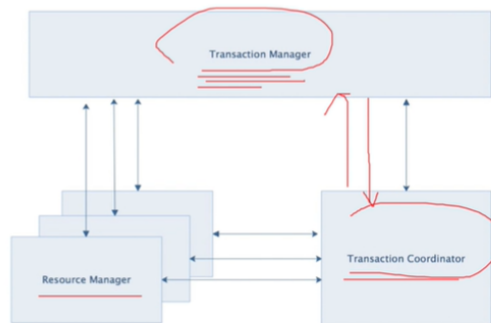 Transaction Manager
Resource Manager
Transaction Coordinator